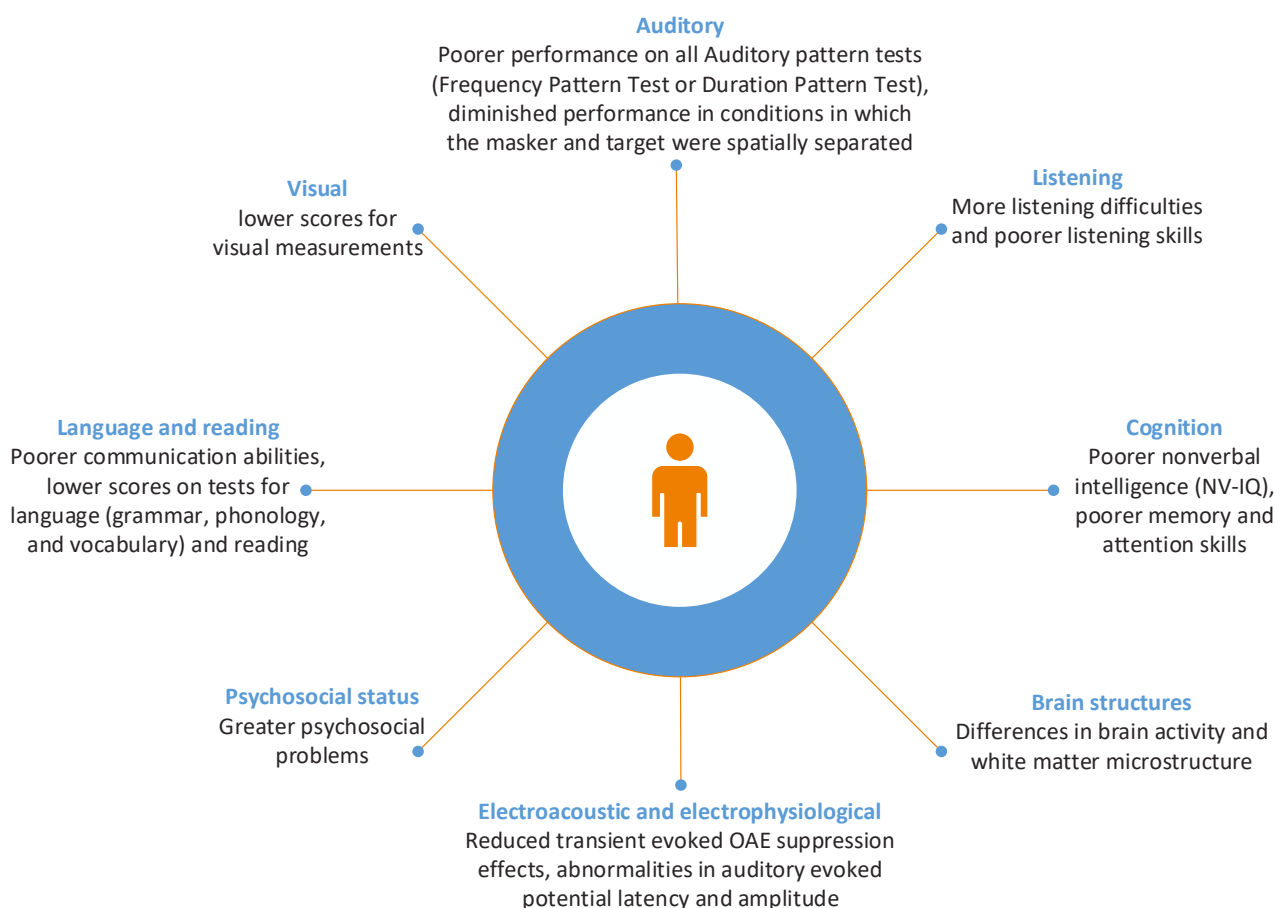 Auditory
Poorer performance on all Auditory pattern tests
(Frequency Pattern Test or Duration Pattern Test),
diminished performance in conditions in which
the masker and target were spatially separated
Listening
More listening difficulties
and poorer listening skills
Cognition
Poorer nonverbal
intelligence (NV-IQ),
poorer memory and
attention skills
Brain structures
Differences in brain activity and
white matter microstructure
Electroacoustic and electrophysiological
Reduced transient evoked OAE suppression
effects, abnormalities in auditory evoked
potential latency and amplitude
Psychosocial status
Greater psychosocial
problems
Language and reading
Poorer communication abilities,
lower scores on tests for
language (grammar, phonology,
and vocabulary) and reading
Visual
lower scores for
visual measurements